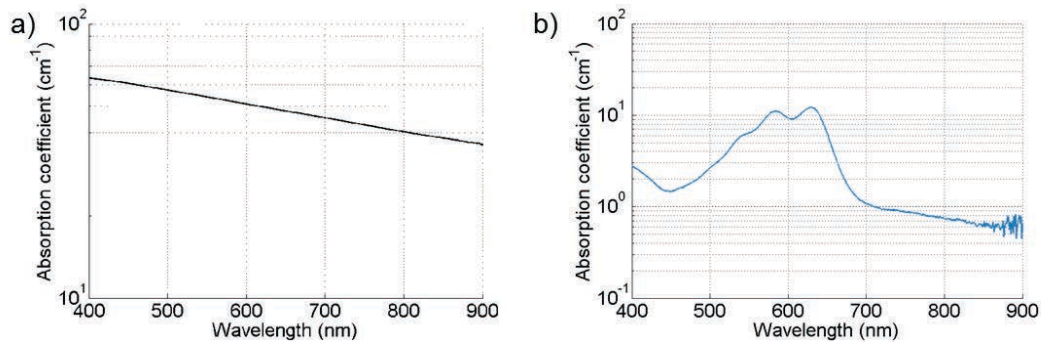 a)
Absorption coefficient (cm⁻¹)
10²
10¹
400 500 600 700 800 900
Wavelength (nm)
b)
Absorption coefficient (cm⁻¹)
10²
10¹
10⁰
10⁻¹
400 500 600 700 800 900
Wavelength (nm)